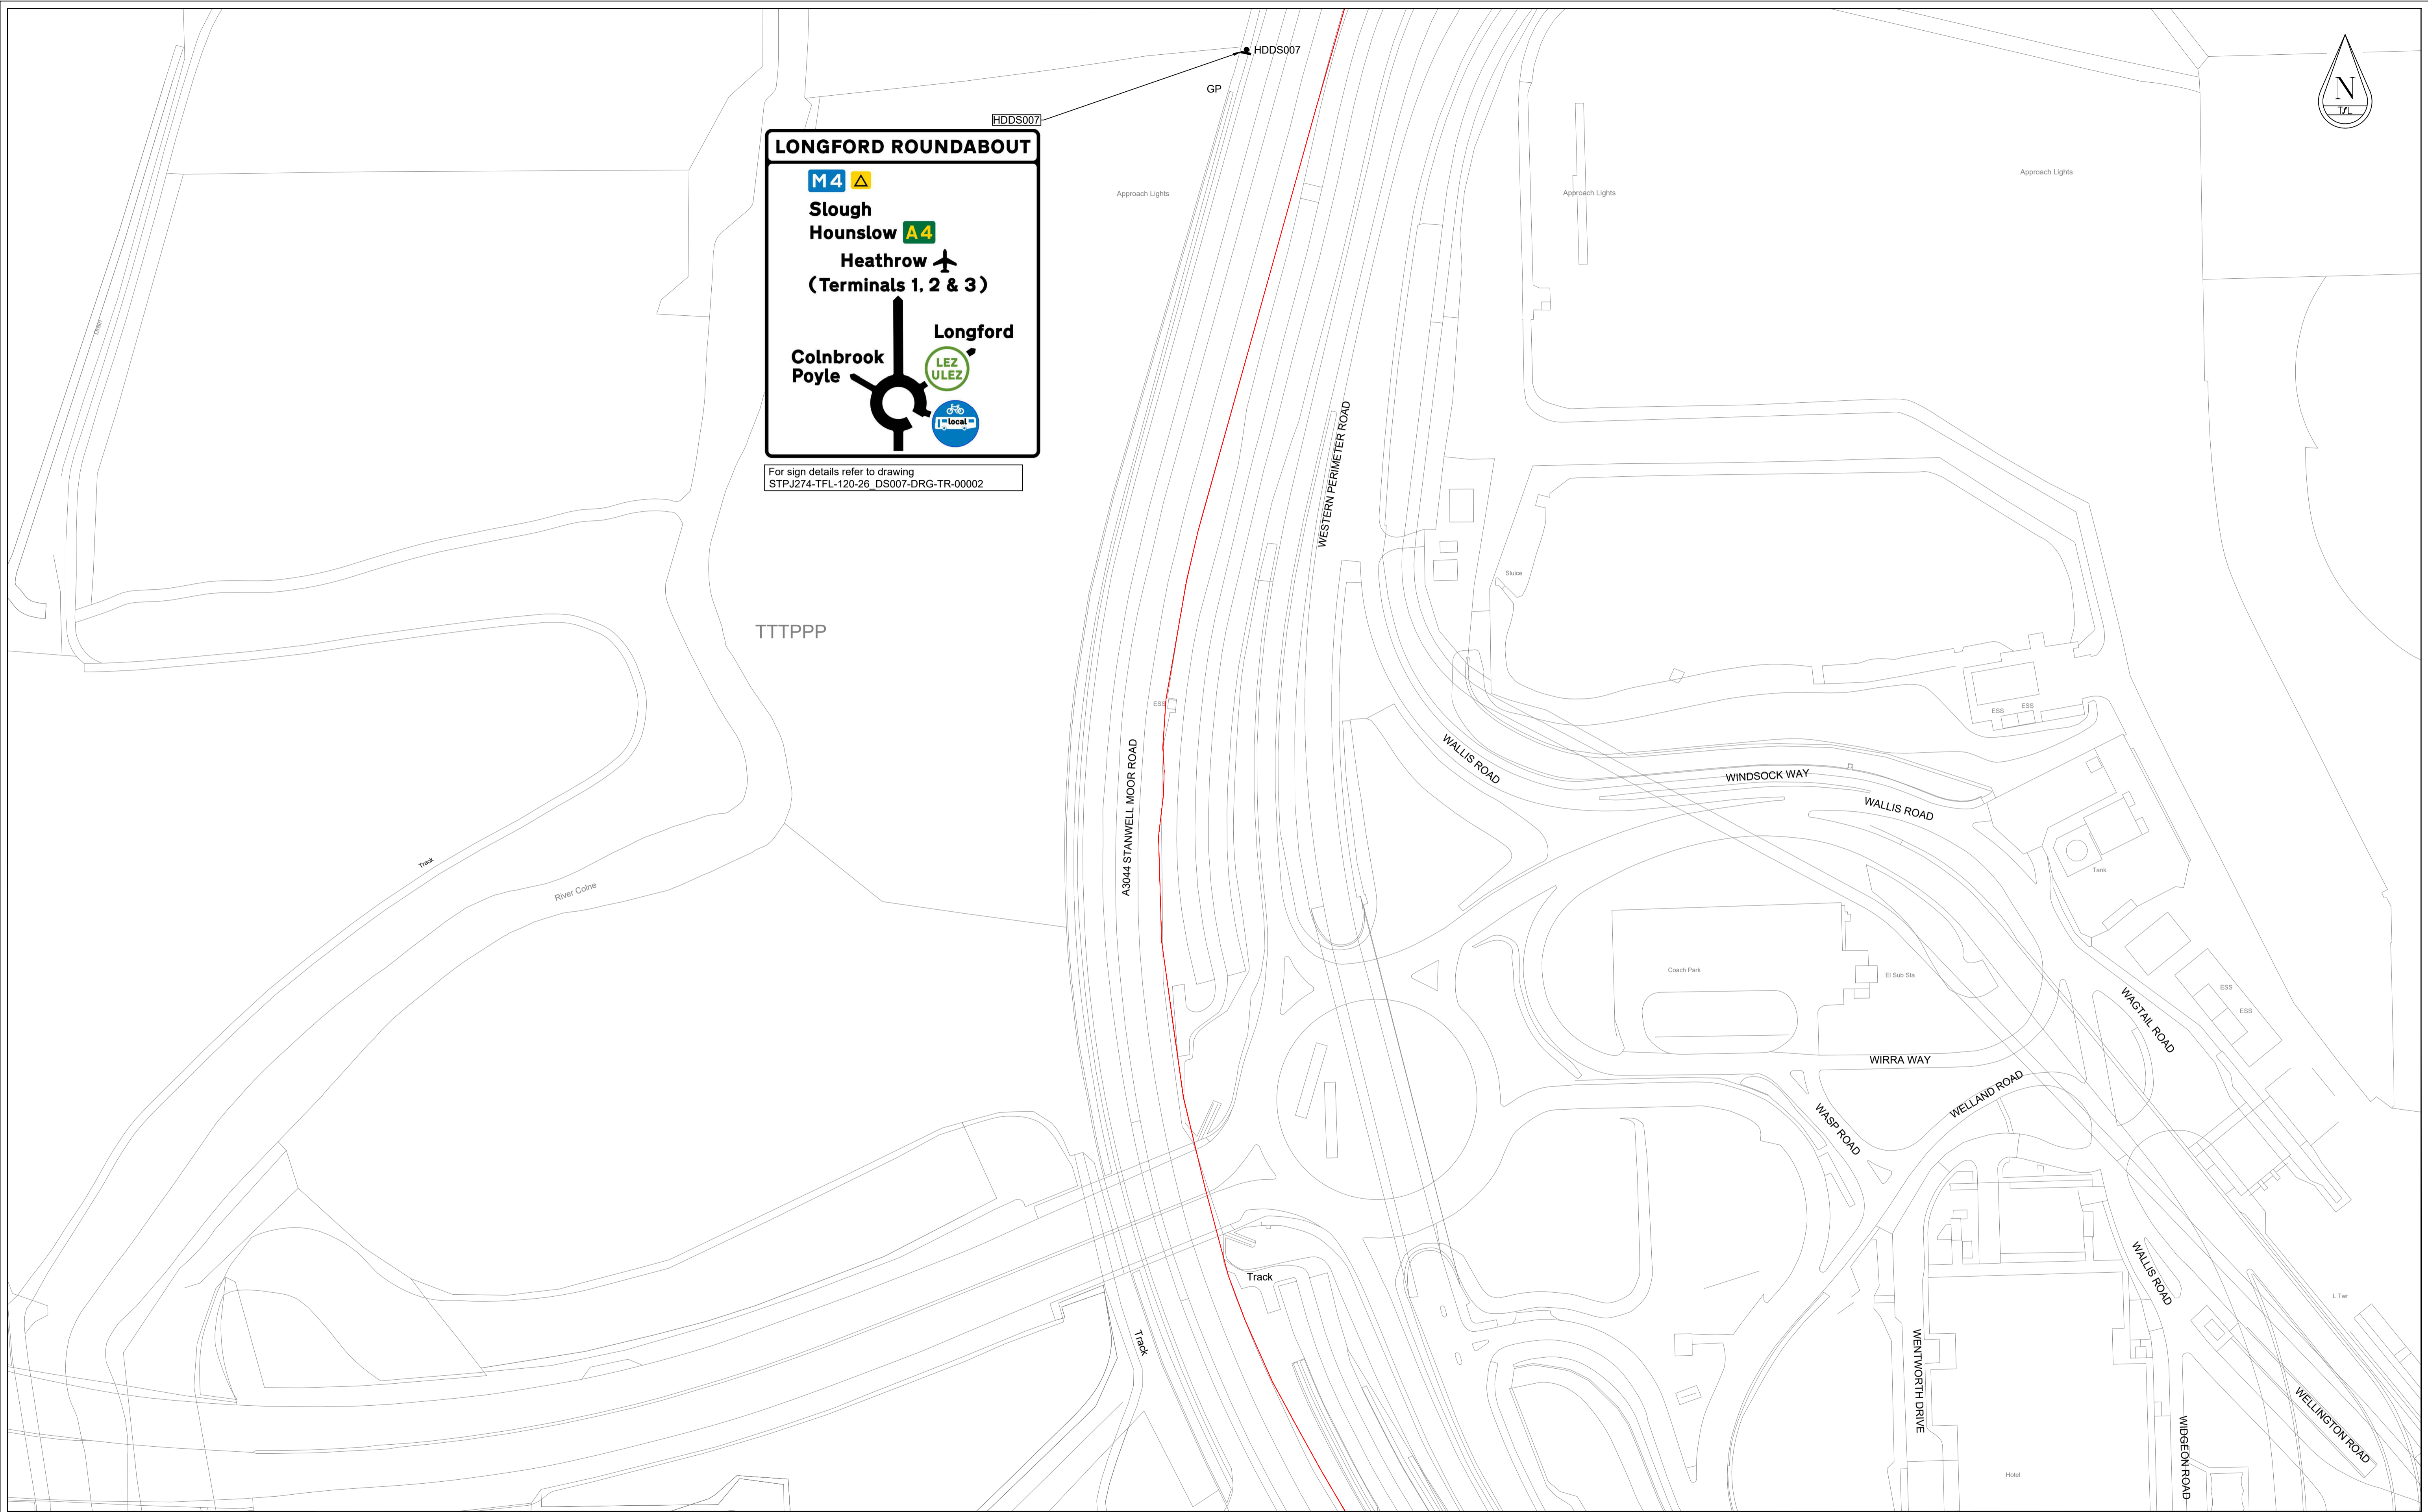 HDDS007
GP
HDDS007
LONGFORD ROUNDABOUT
M4
Slough
Hounslow A4
Heathrow
(Terminals 1, 2 & 3)
Longford
Colnbrook
Poyle
LEZ
ULEZ
local
For sign details refer to drawing
STPJ274-TFL-120-26_DS007-DRG-TR-00002
N
TfL
Approach Lights
Approach Lights
Approach Lights
Drain
WESTERN PERIMETER ROAD
Sluice
TTTPPP
ESS
ESS
ESS
A3044 STANWELL MOOR ROAD
WALLIS ROAD
WINDSOCK WAY
WALLIS ROAD
Track
River Colne
Tank
Coach Park
El Sub Sta
ESS
ESS
WAGTAIL ROAD
WIRRA WAY
WELLAND ROAD
WASP ROAD
Track
Track
WALLIS ROAD
L Twr
WENTWORTH DRIVE
WIDGEON ROAD
WELLINGTON ROAD
Hotel